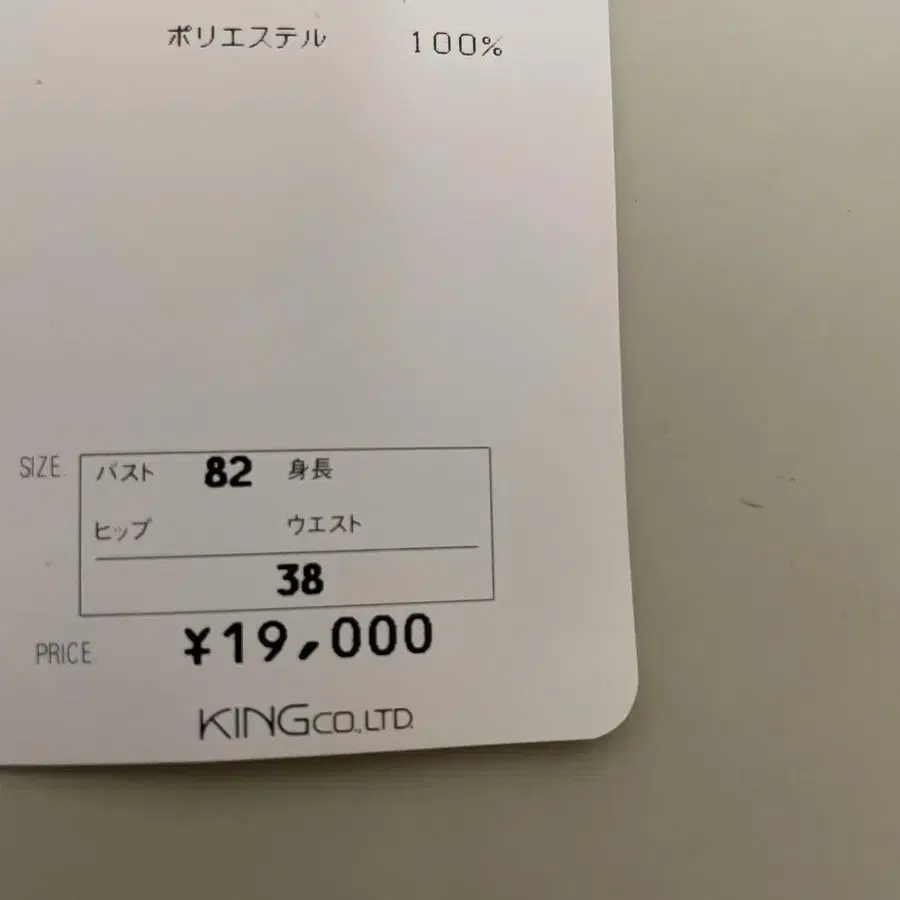 ポリエステル 100%
SIZE バスト 82 身長
ヒップ ウエスト
38
PRICE ¥19,000
KING CO.,LTD.